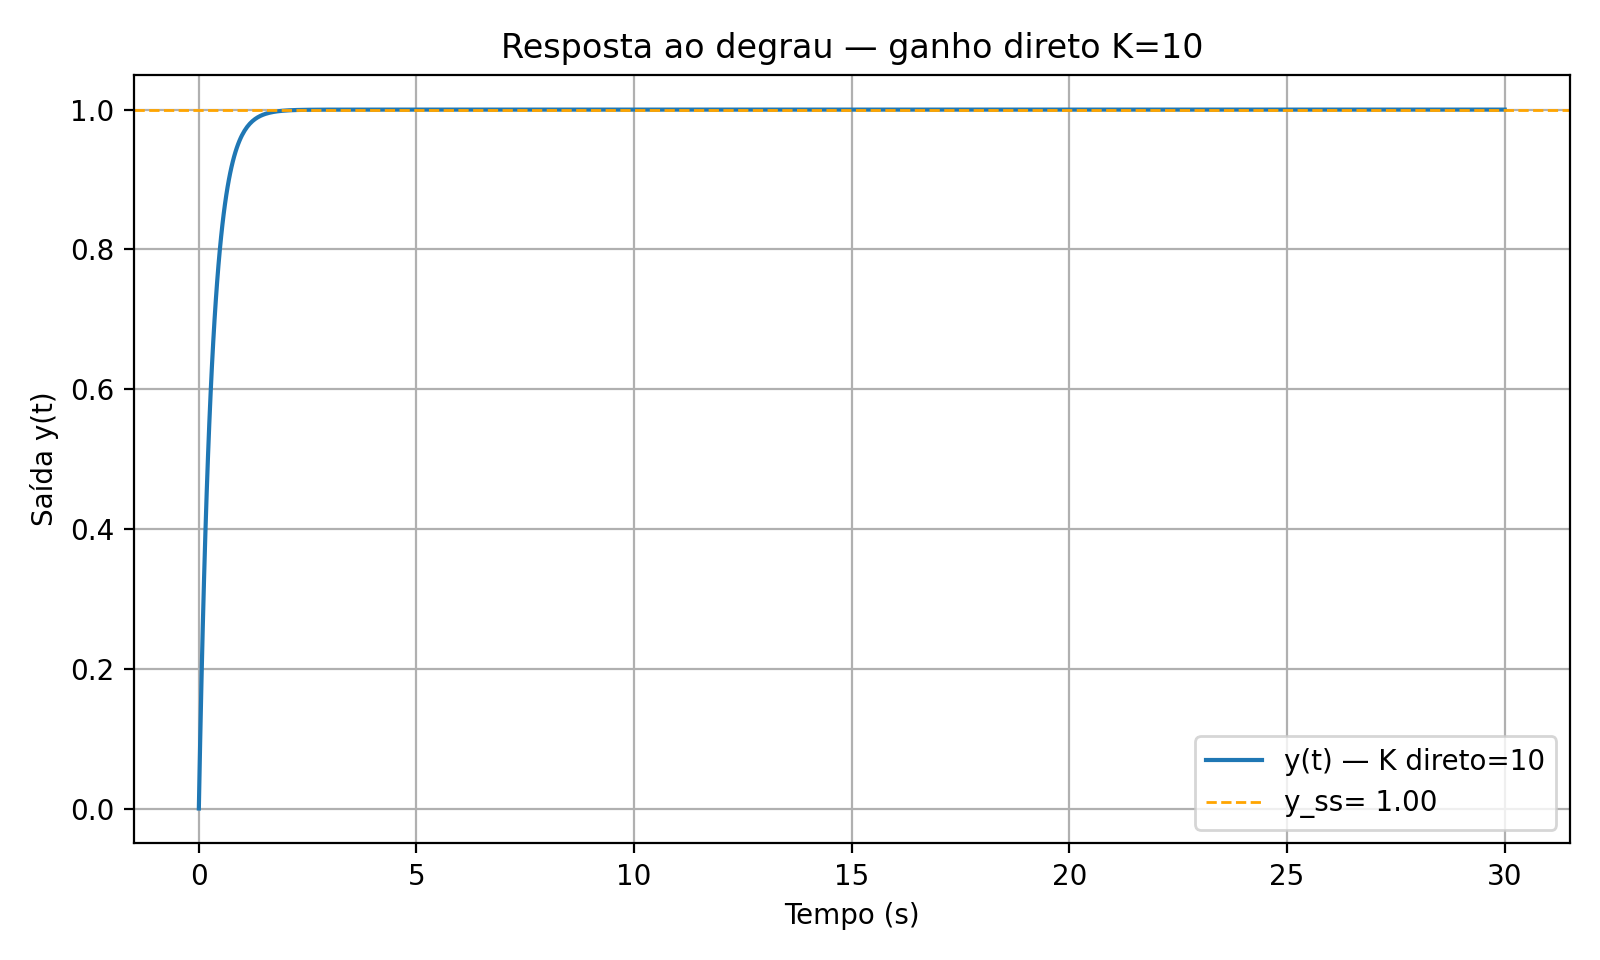 Resposta ao degrau — ganho direto K=10
Saída y(t)
1.0
0.8
0.6
0.4
0.2
0.0
y(t) — K direto=10
y_ss= 1.00
0 5 10 15 20 25 30
Tempo (s)